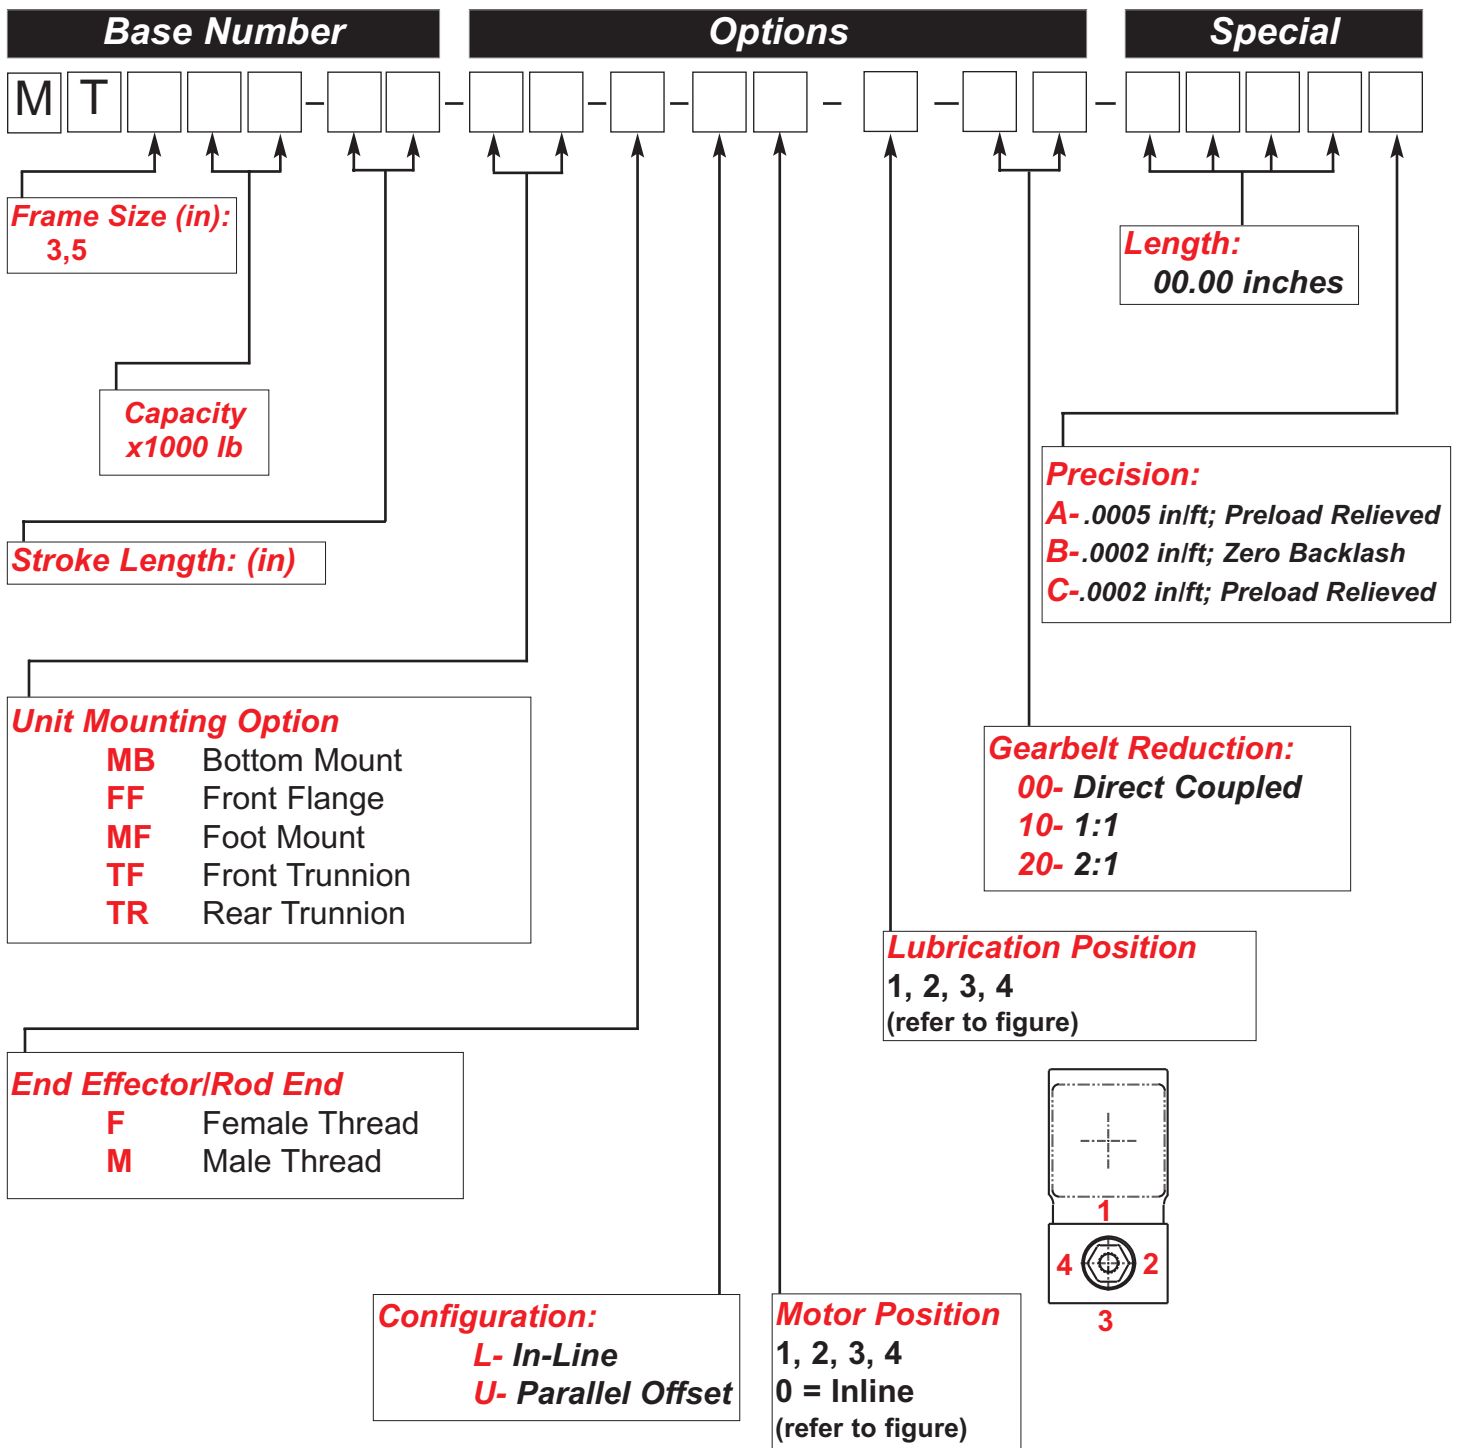 Base Number Options Special
M T – – – – – – –
Frame Size (in):
3,5
Length:
00.00 inches
Capacity
x1000 lb
Precision:
A- .0005 in/ft; Preload Relieved
B- .0002 in/ft; Zero Backlash
C-.0002 in/ft; Preload Relieved
Stroke Length: (in)
Unit Mounting Option
MB Bottom Mount
FF Front Flange
MF Foot Mount
TF Front Trunnion
TR Rear Trunnion
Gearbelt Reduction:
00- Direct Coupled
10- 1:1
20- 2:1
Lubrication Position
1, 2, 3, 4
(refer to figure)
End Effector/Rod End
F Female Thread
M Male Thread
1
4 2
3
Configuration:
L- In-Line
U- Parallel Offset
Motor Position
1, 2, 3, 4
0 = Inline
(refer to figure)